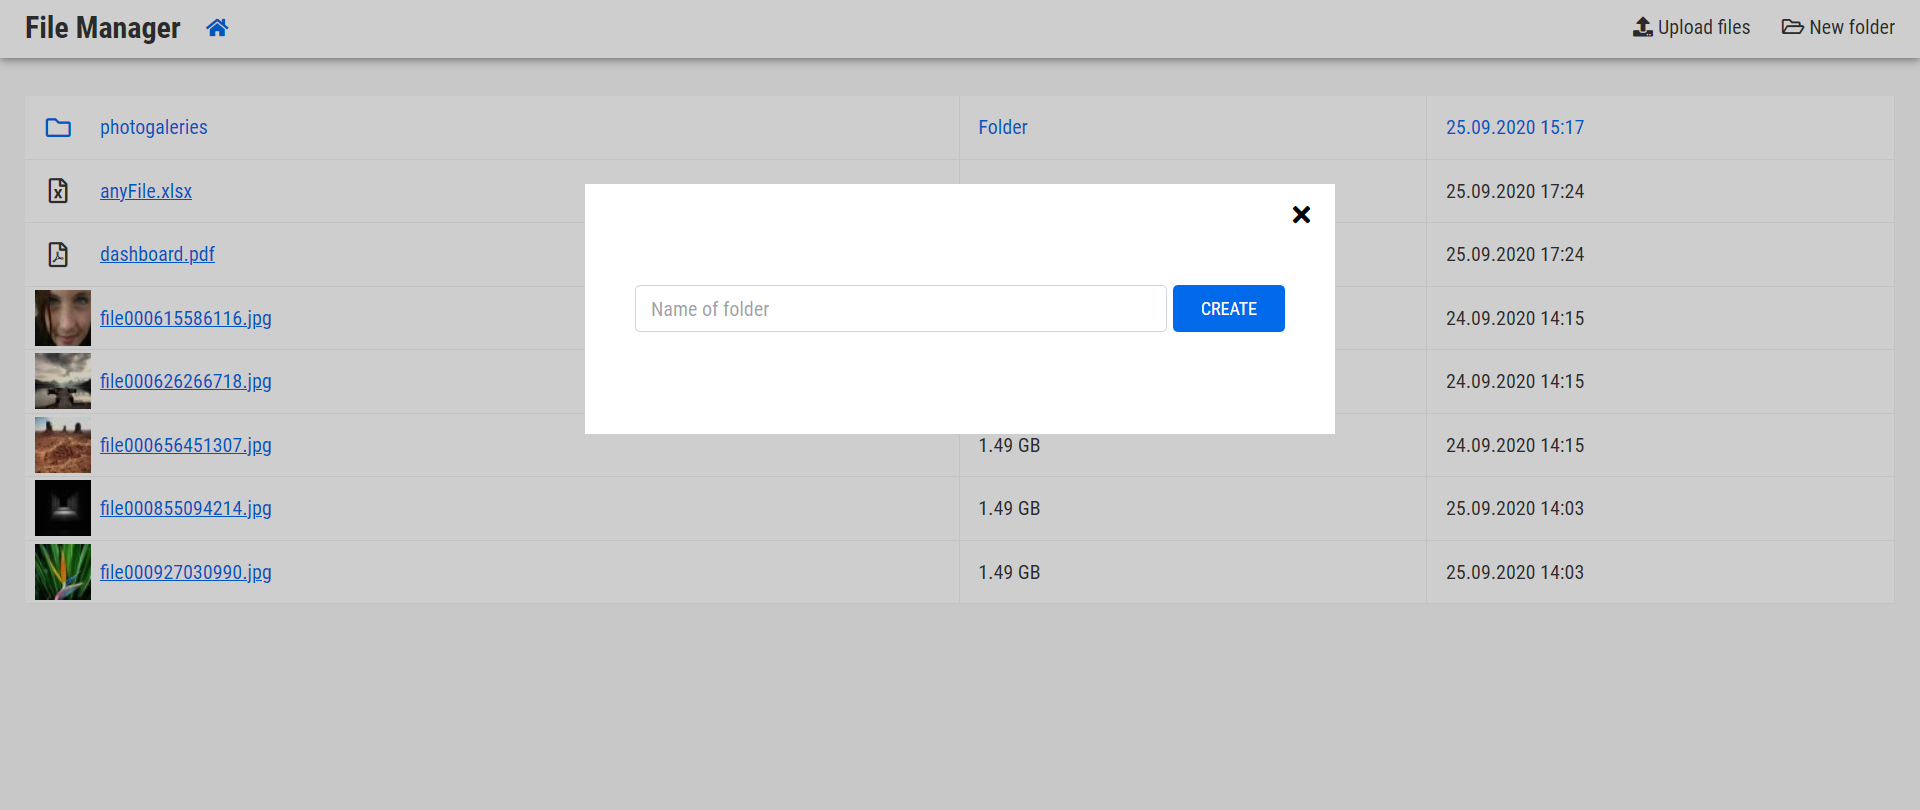 File Manager
Upload files New folder
photogaleries Folder 25.09.2020 15:17
anyFile.xlsx 25.09.2020 17:24
dashboard.pdf 25.09.2020 17:24
Name of folder CREATE
file000615586116.jpg 24.09.2020 14:15
file000626266718.jpg 24.09.2020 14:15
file000656451307.jpg 1.49 GB 24.09.2020 14:15
file000855094214.jpg 1.49 GB 25.09.2020 14:03
file000927030990.jpg 1.49 GB 25.09.2020 14:03